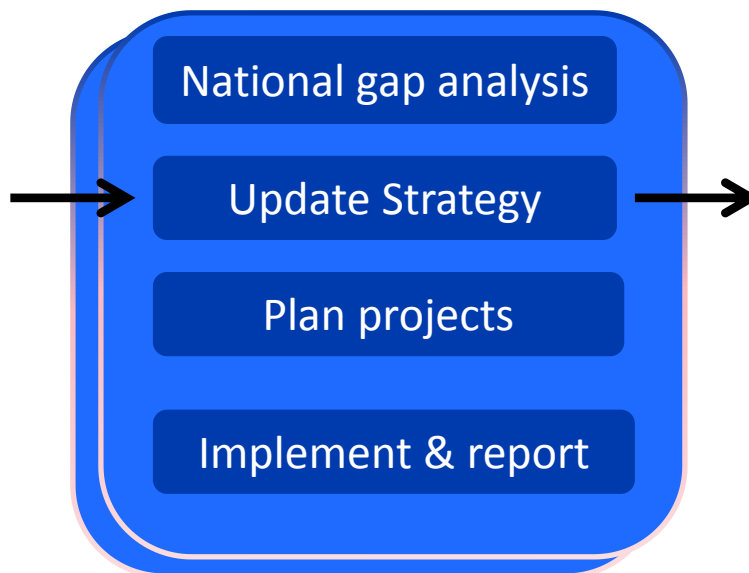 National gap analysis
Update Strategy
Plan projects
Implement & report